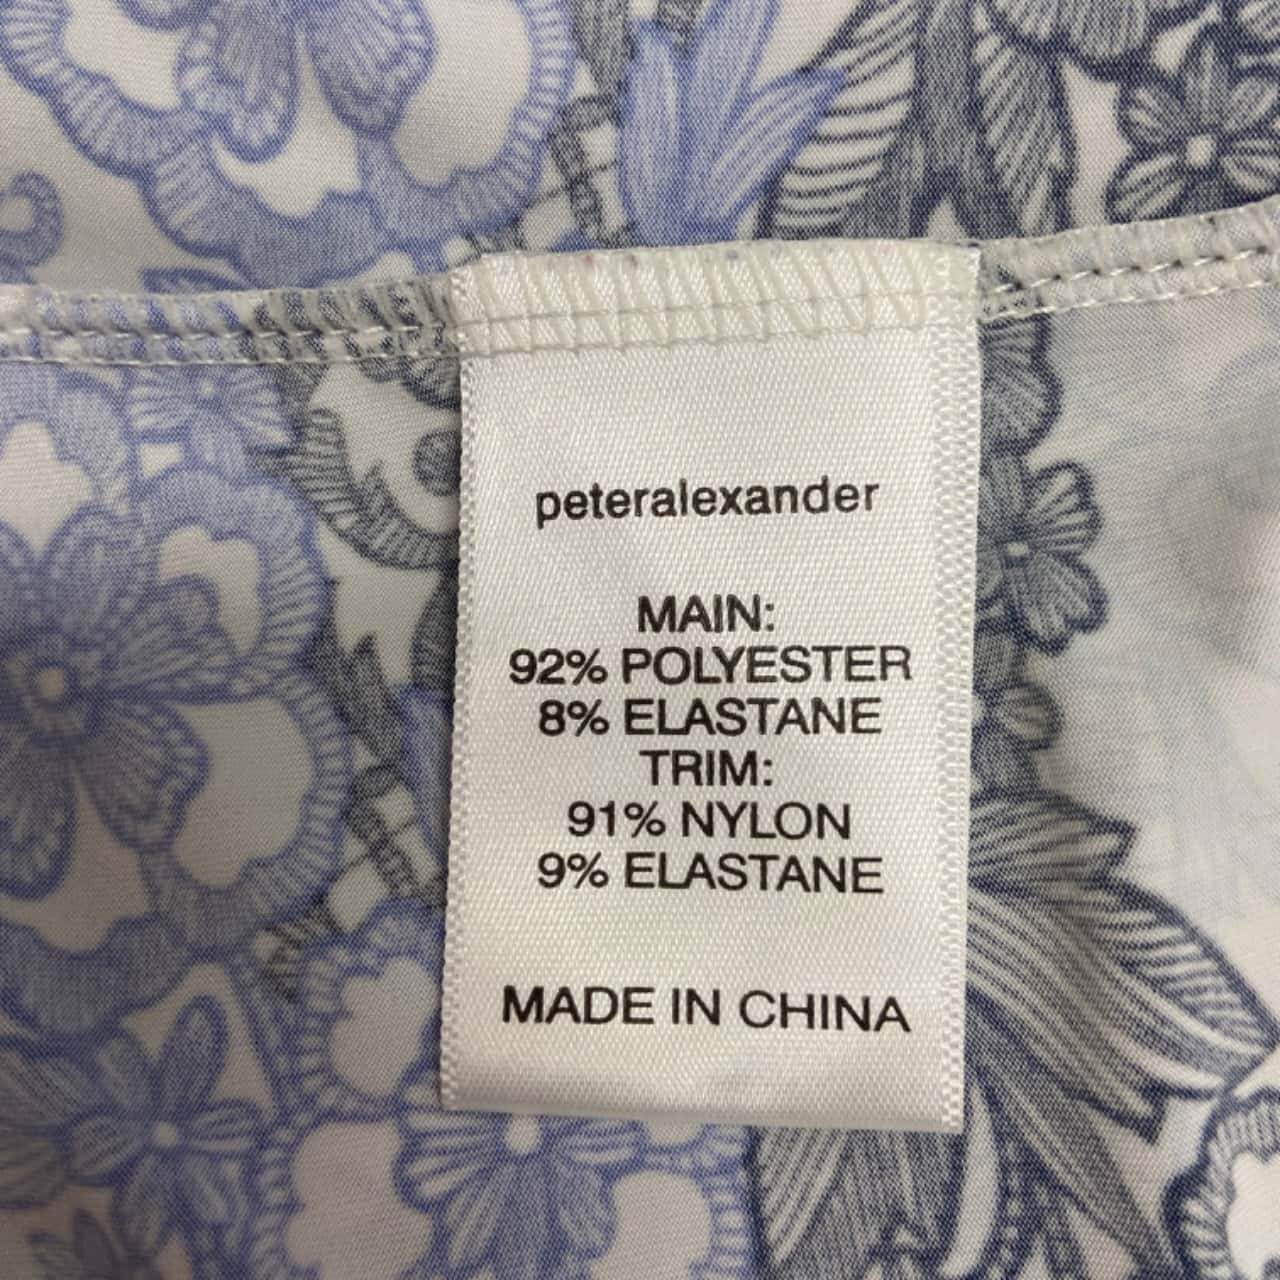 peteralexander
MAIN:
92% POLYESTER
8% ELASTANE
TRIM:
91% NYLON
9% ELASTANE
MADE IN CHINA